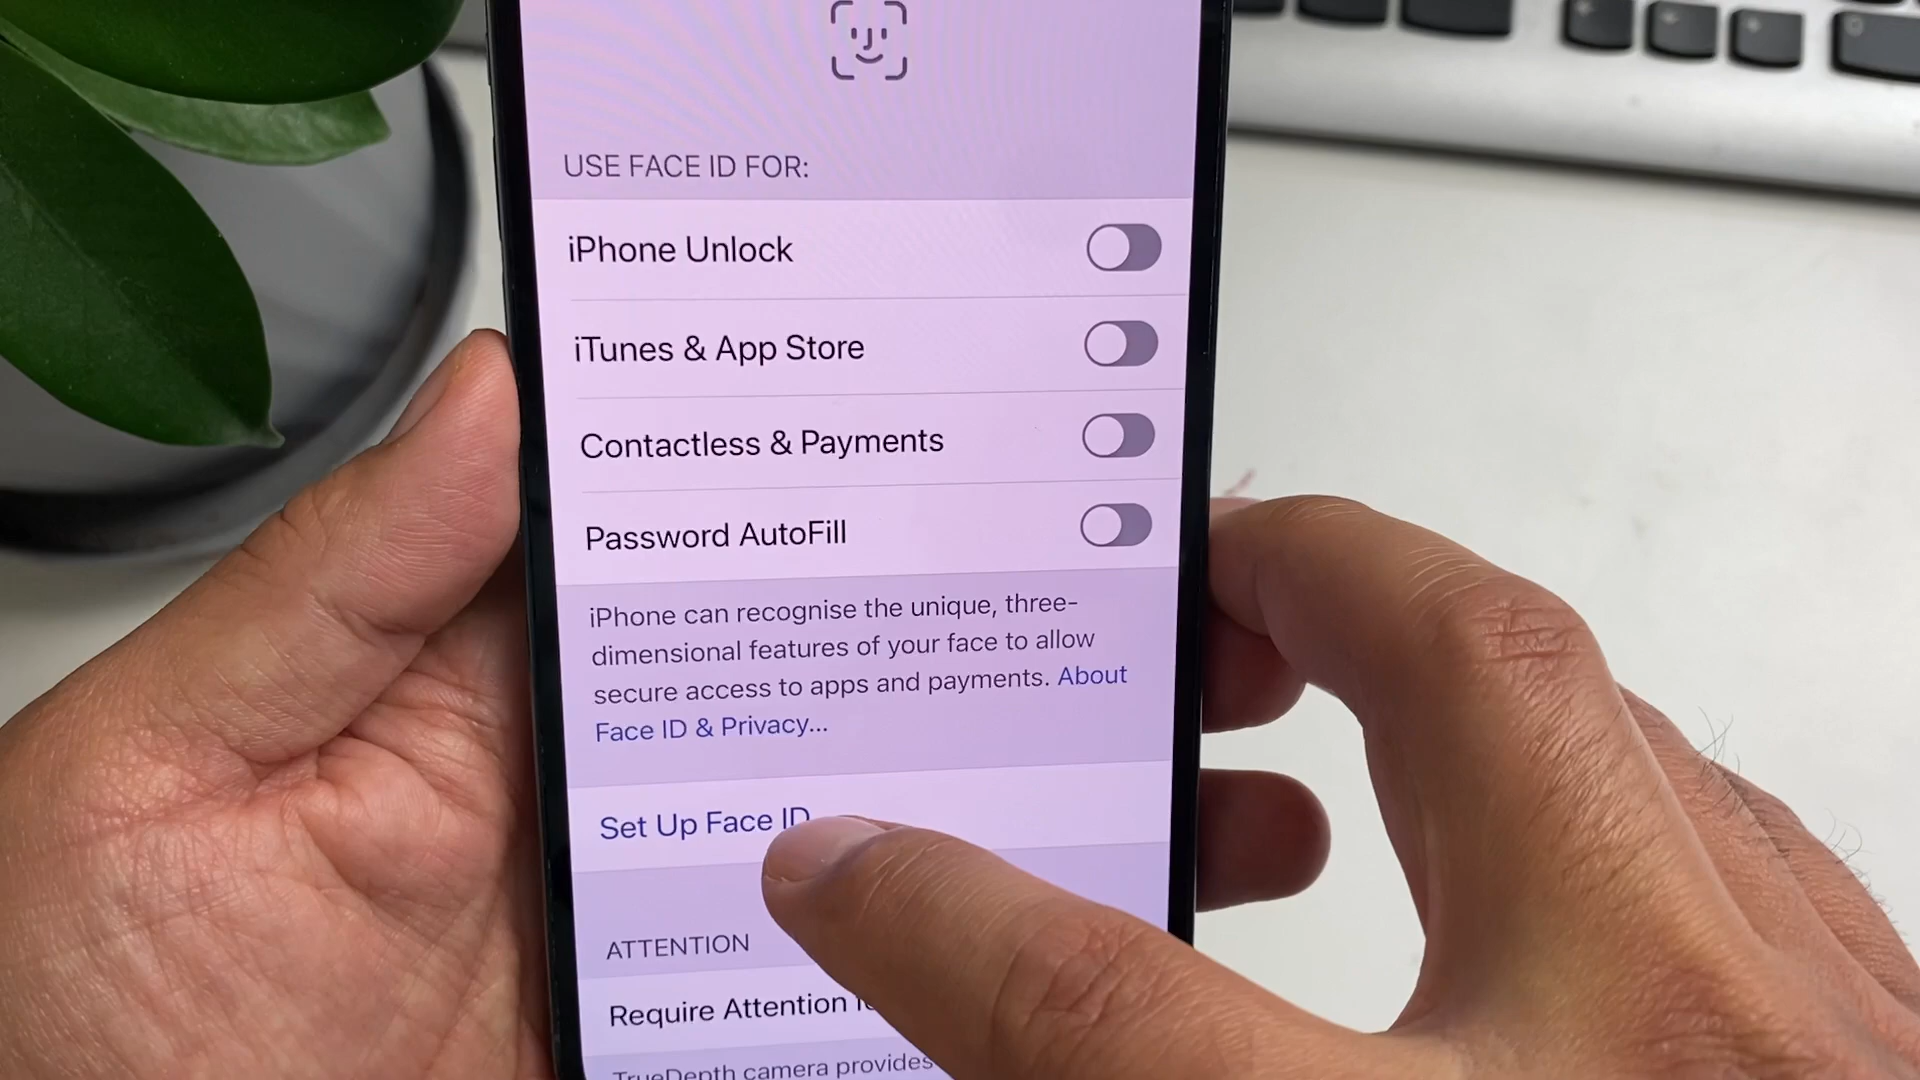 USE FACE ID FOR:
iPhone Unlock
iTunes & App Store
Contactless & Payments
Password AutoFill
iPhone can recognise the unique, three-
dimensional features of your face to allow
secure access to apps and payments. About
Face ID & Privacy...
Set Up Face ID
ATTENTION
Require Attention
TrueDepth camera provides